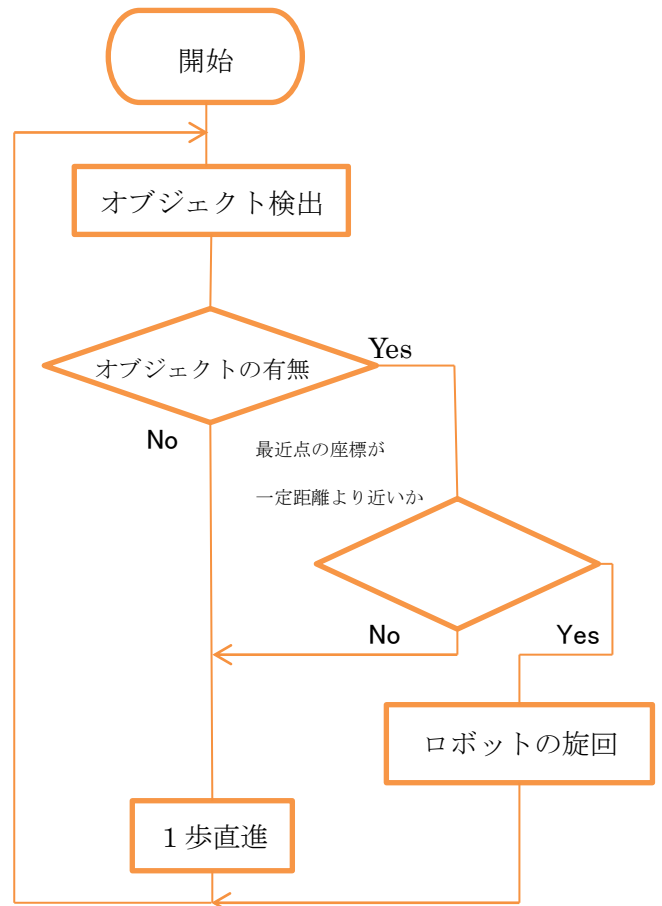 開始
オブジェクト検出
オブジェクトの有無
Yes
No
最近点の座標が
一定距離より近いか
No
Yes
ロボットの旋回
１歩直進